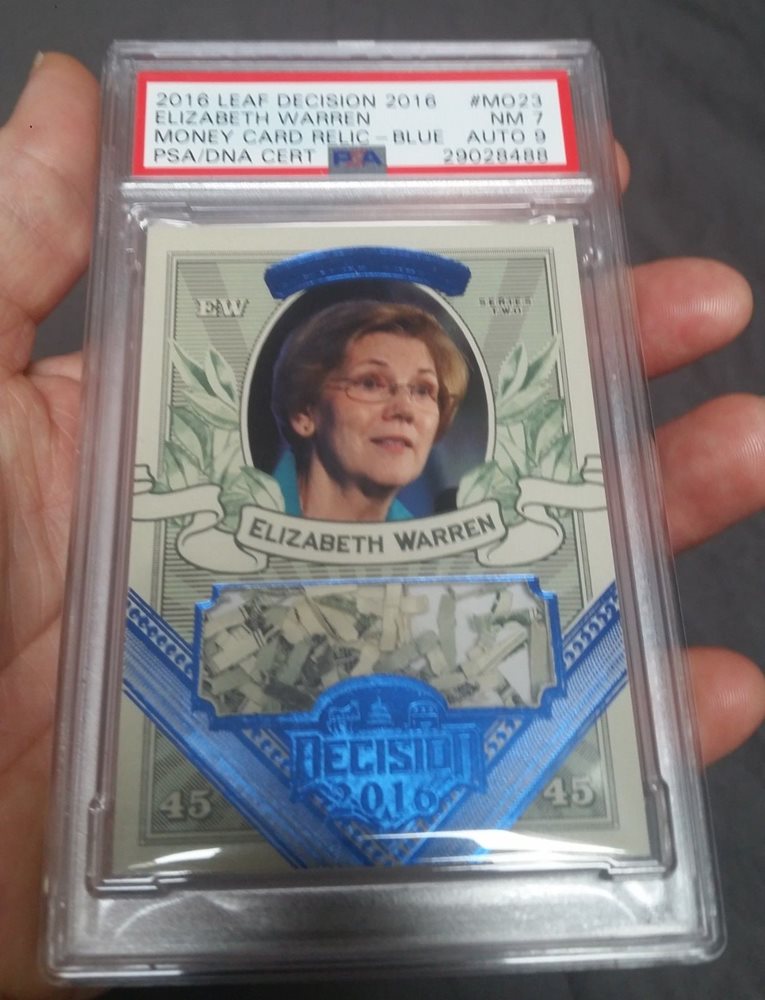 2016 LEAF DECISION 2016 #MO23
ELIZABETH WARREN NM 7
MONEY CARD RELIC - BLUE AUTO 9
PSA/DNA CERT PSA 29028488
EW SERIES
TWO
ELIZABETH WARREN
DECISION
2016
45 45